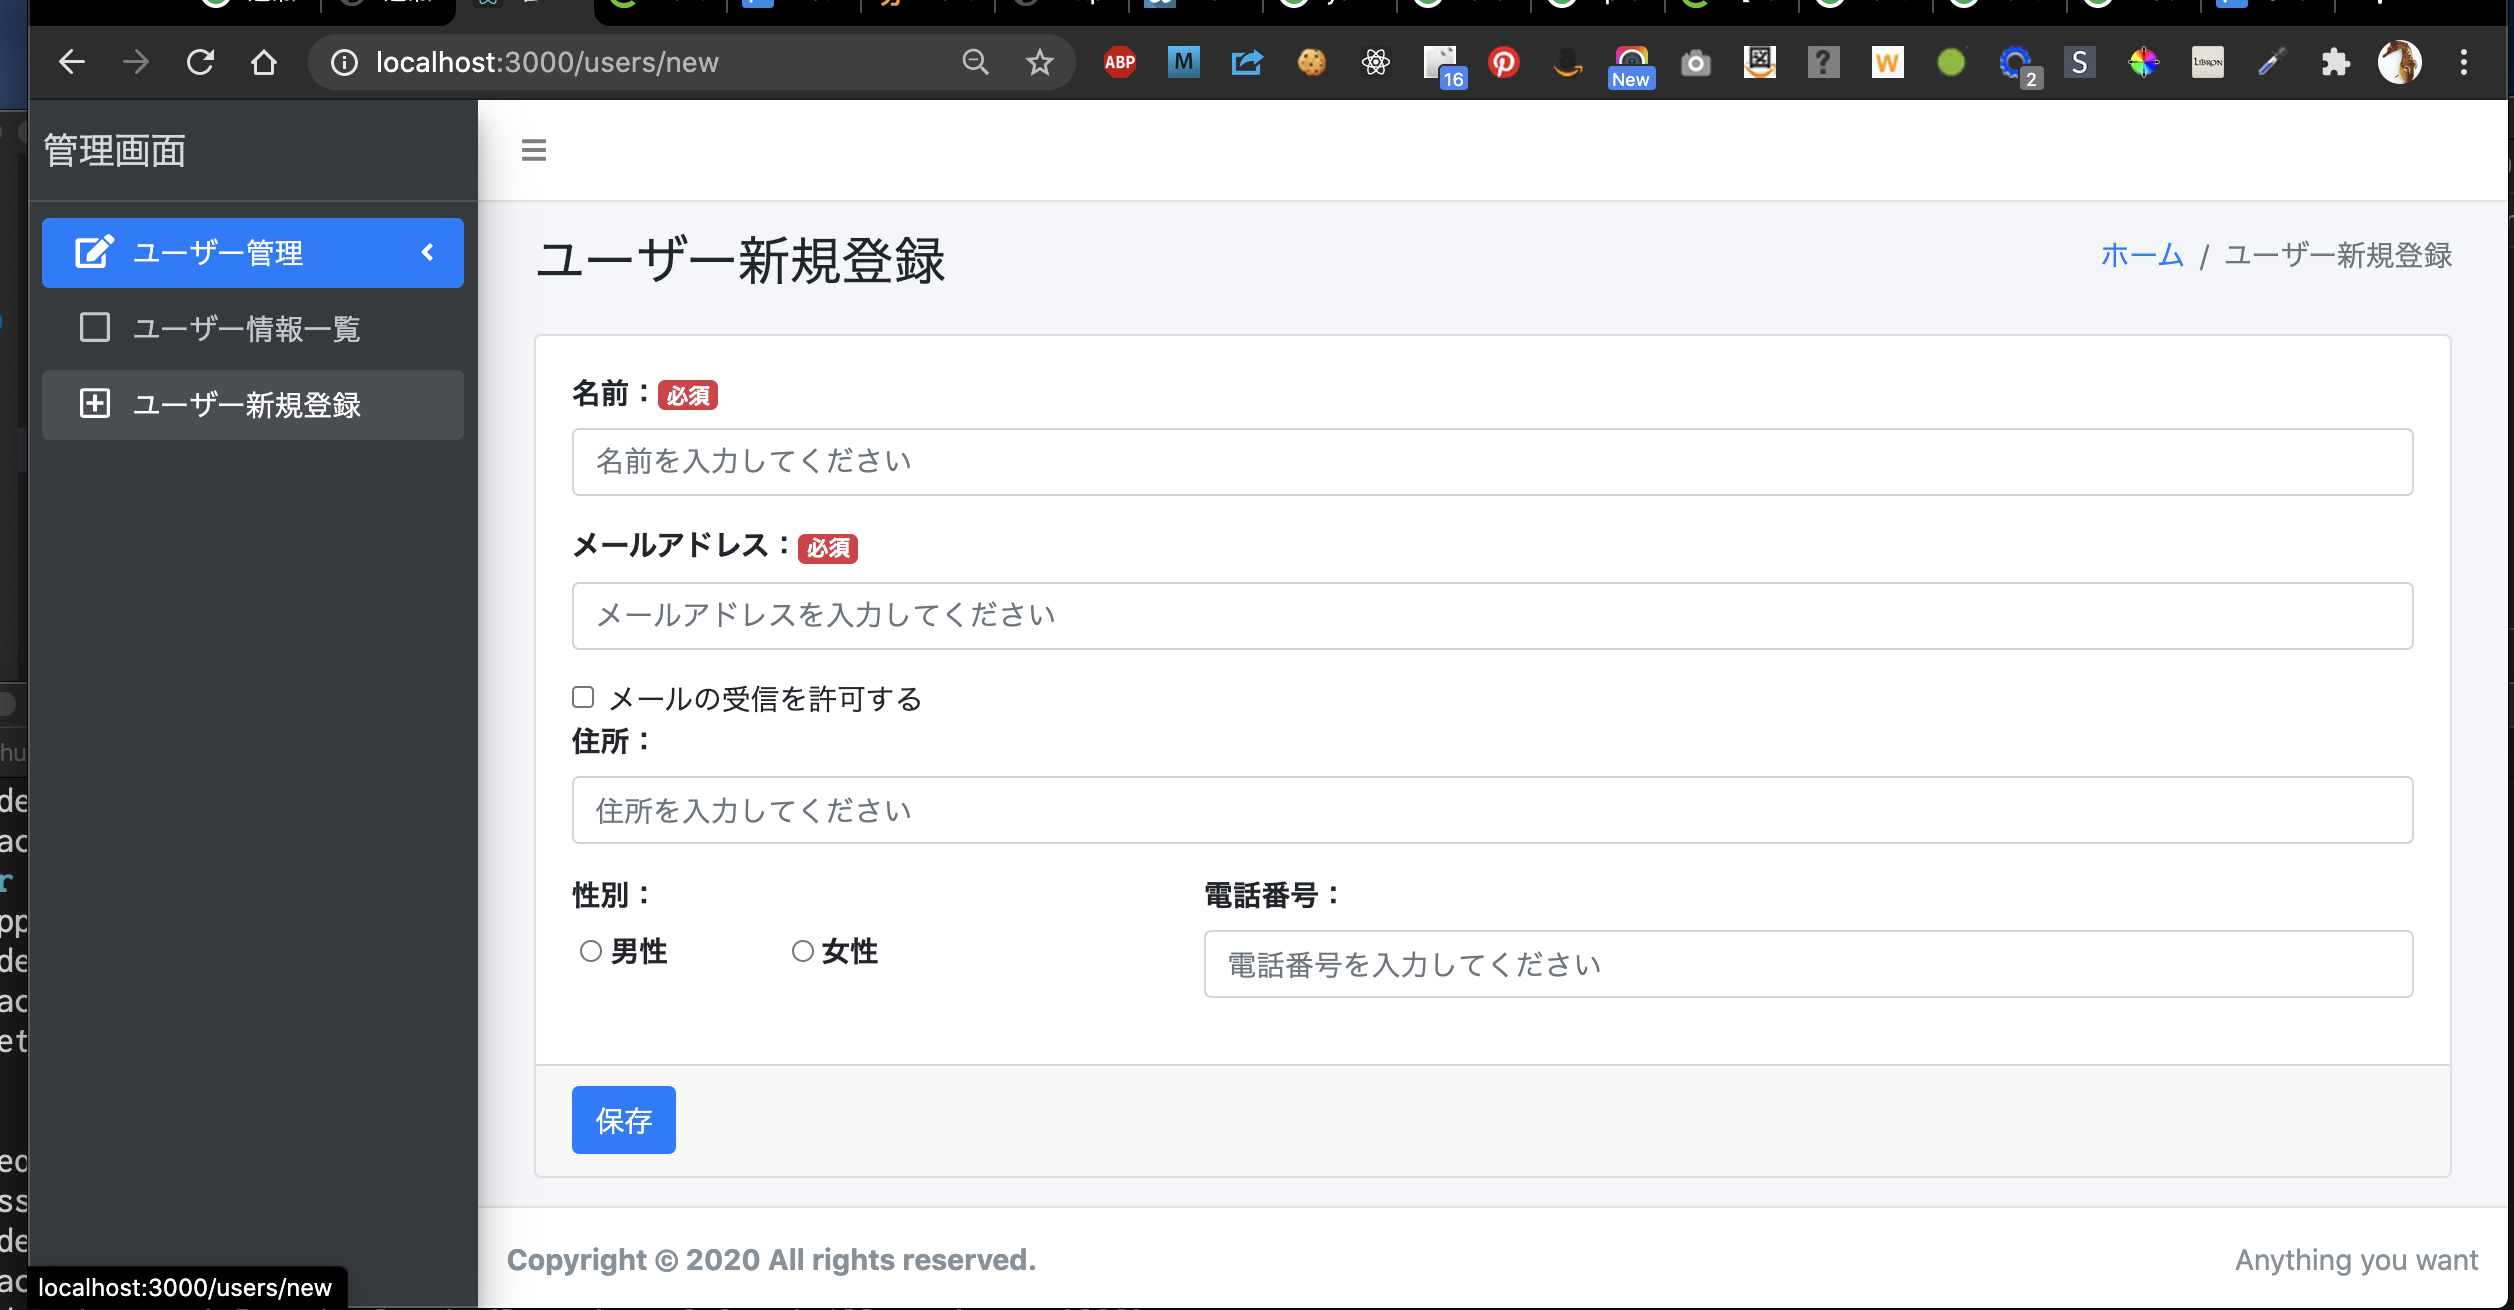 localhost:3000/users/new
ABP
M
16
New
W
2
S
LIBRON
管理画面
ユーザー管理
ユーザー情報一覧
ユーザー新規登録
ユーザー新規登録
ホーム / ユーザー新規登録
名前：必須
名前を入力してください
メールアドレス：必須
メールアドレスを入力してください
メールの受信を許可する
住所：
住所を入力してください
性別：
男性 女性
電話番号：
電話番号を入力してください
保存
Copyright © 2020 All rights reserved.
Anything you want
localhost:3000/users/new